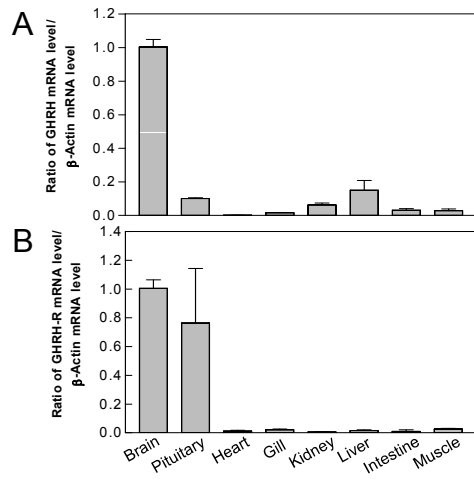 A
Ratio of GHRH mRNA level/
β-Actin mRNA level
1.2
1.0
0.8
0.6
0.4
0.2
0.0
B
Ratio of GHRH-R mRNA level/
β-Actin mRNA level
1.4
1.2
1.0
0.8
0.6
0.4
0.2
0.0
Brain
Pituitary
Heart
Gill
Kidney
Liver
Intestine
Muscle